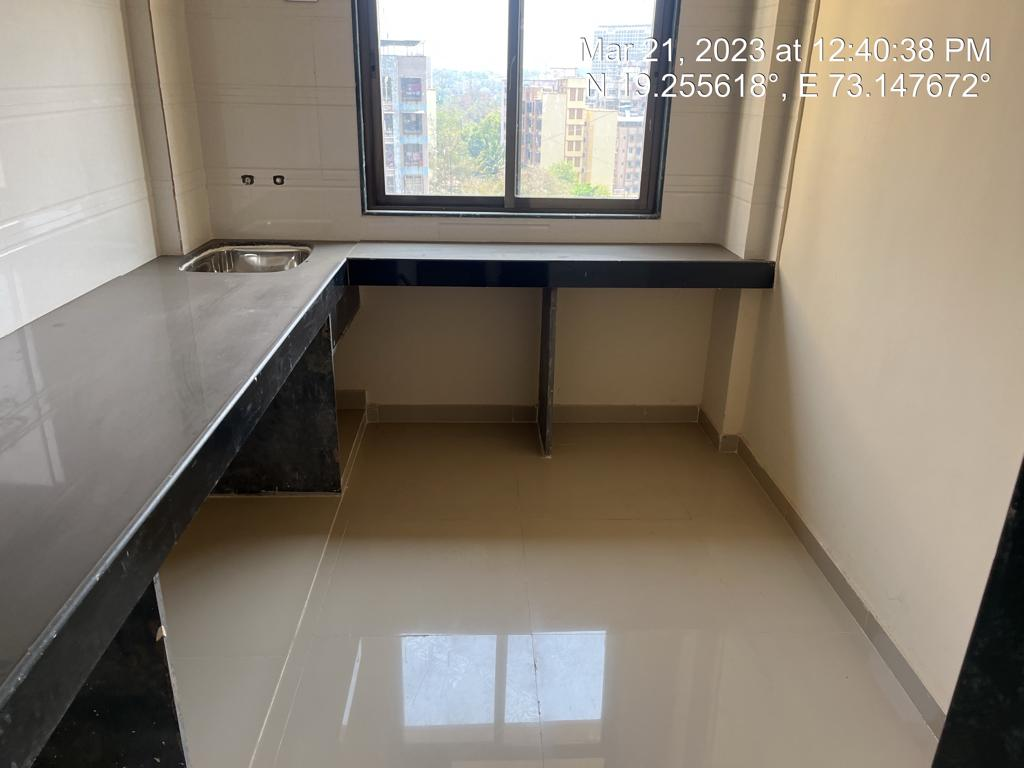 Mar 21, 2023 at 12:40:38 PM
N 19.255618°, E 73.147672°